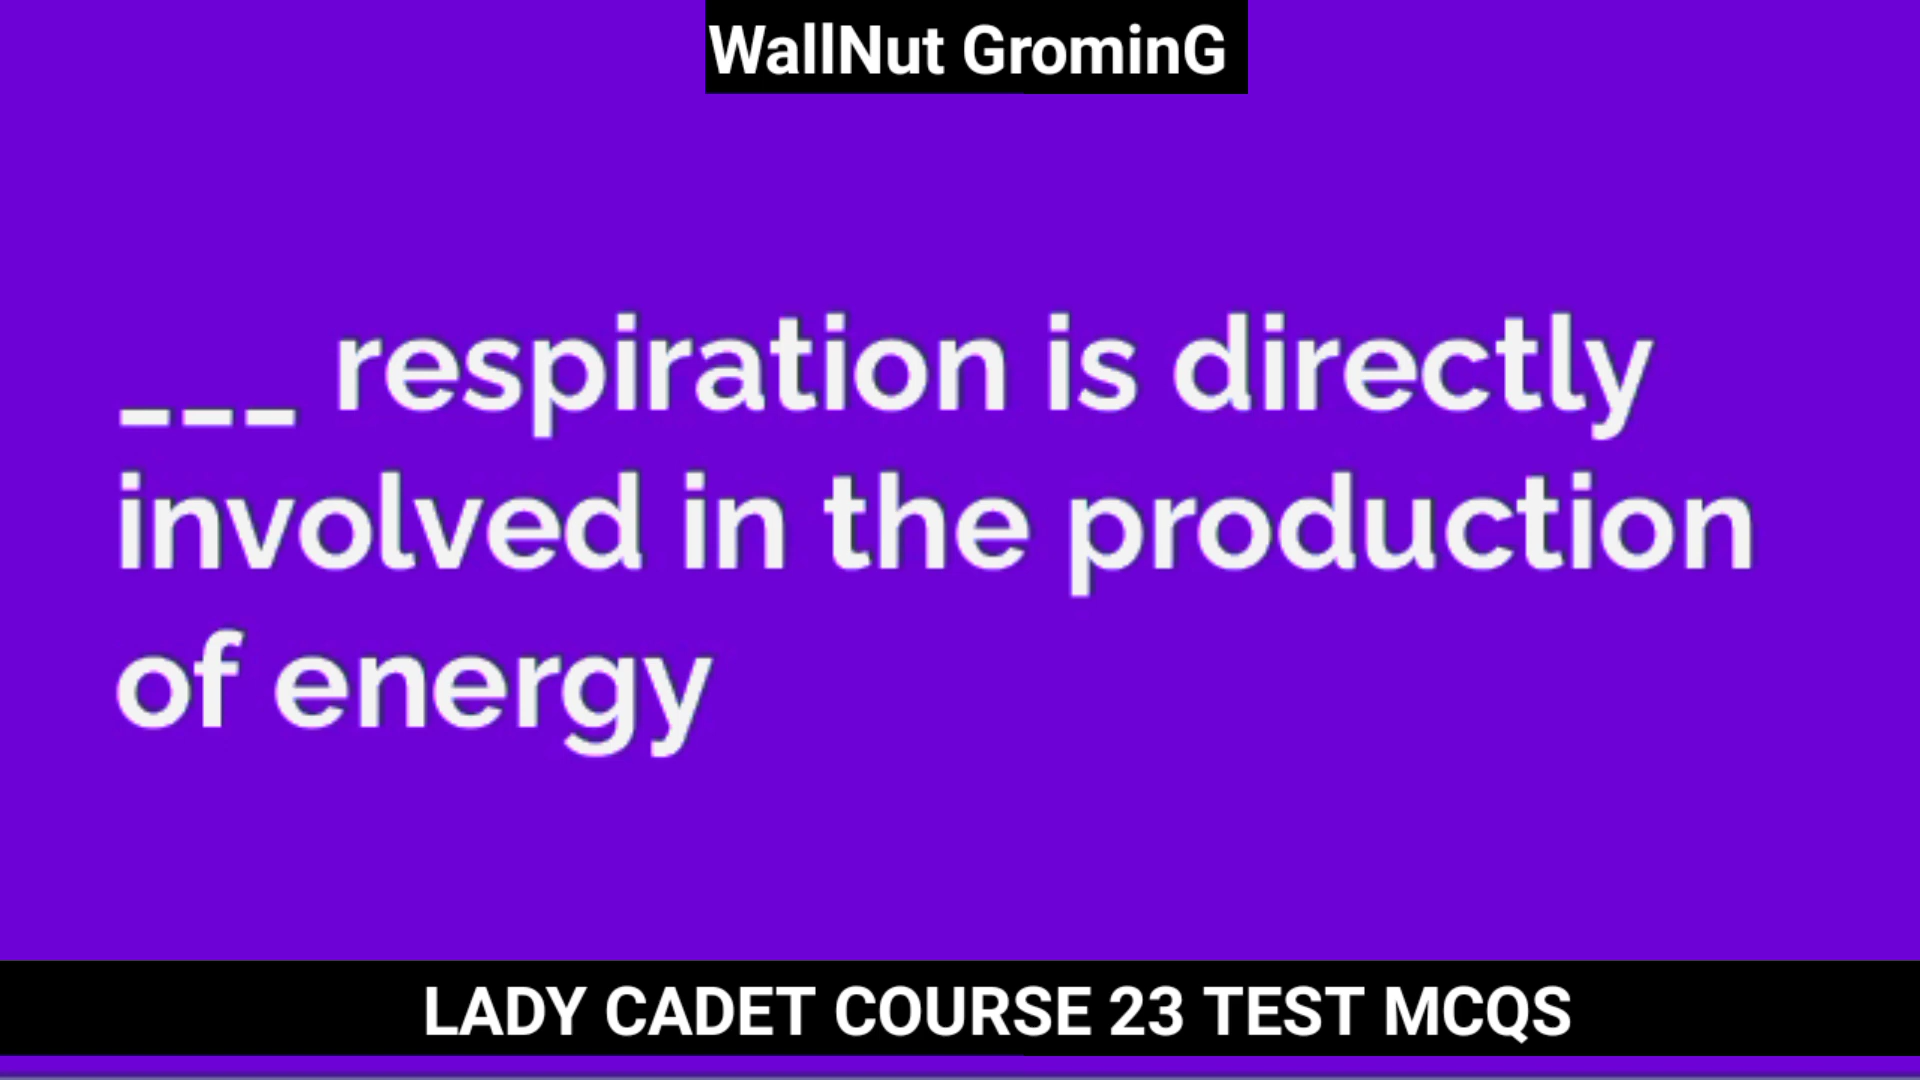 WallNut GrominG
___ respiration is directly
involved in the production
of energy
LADY CADET COURSE 23 TEST MCQS